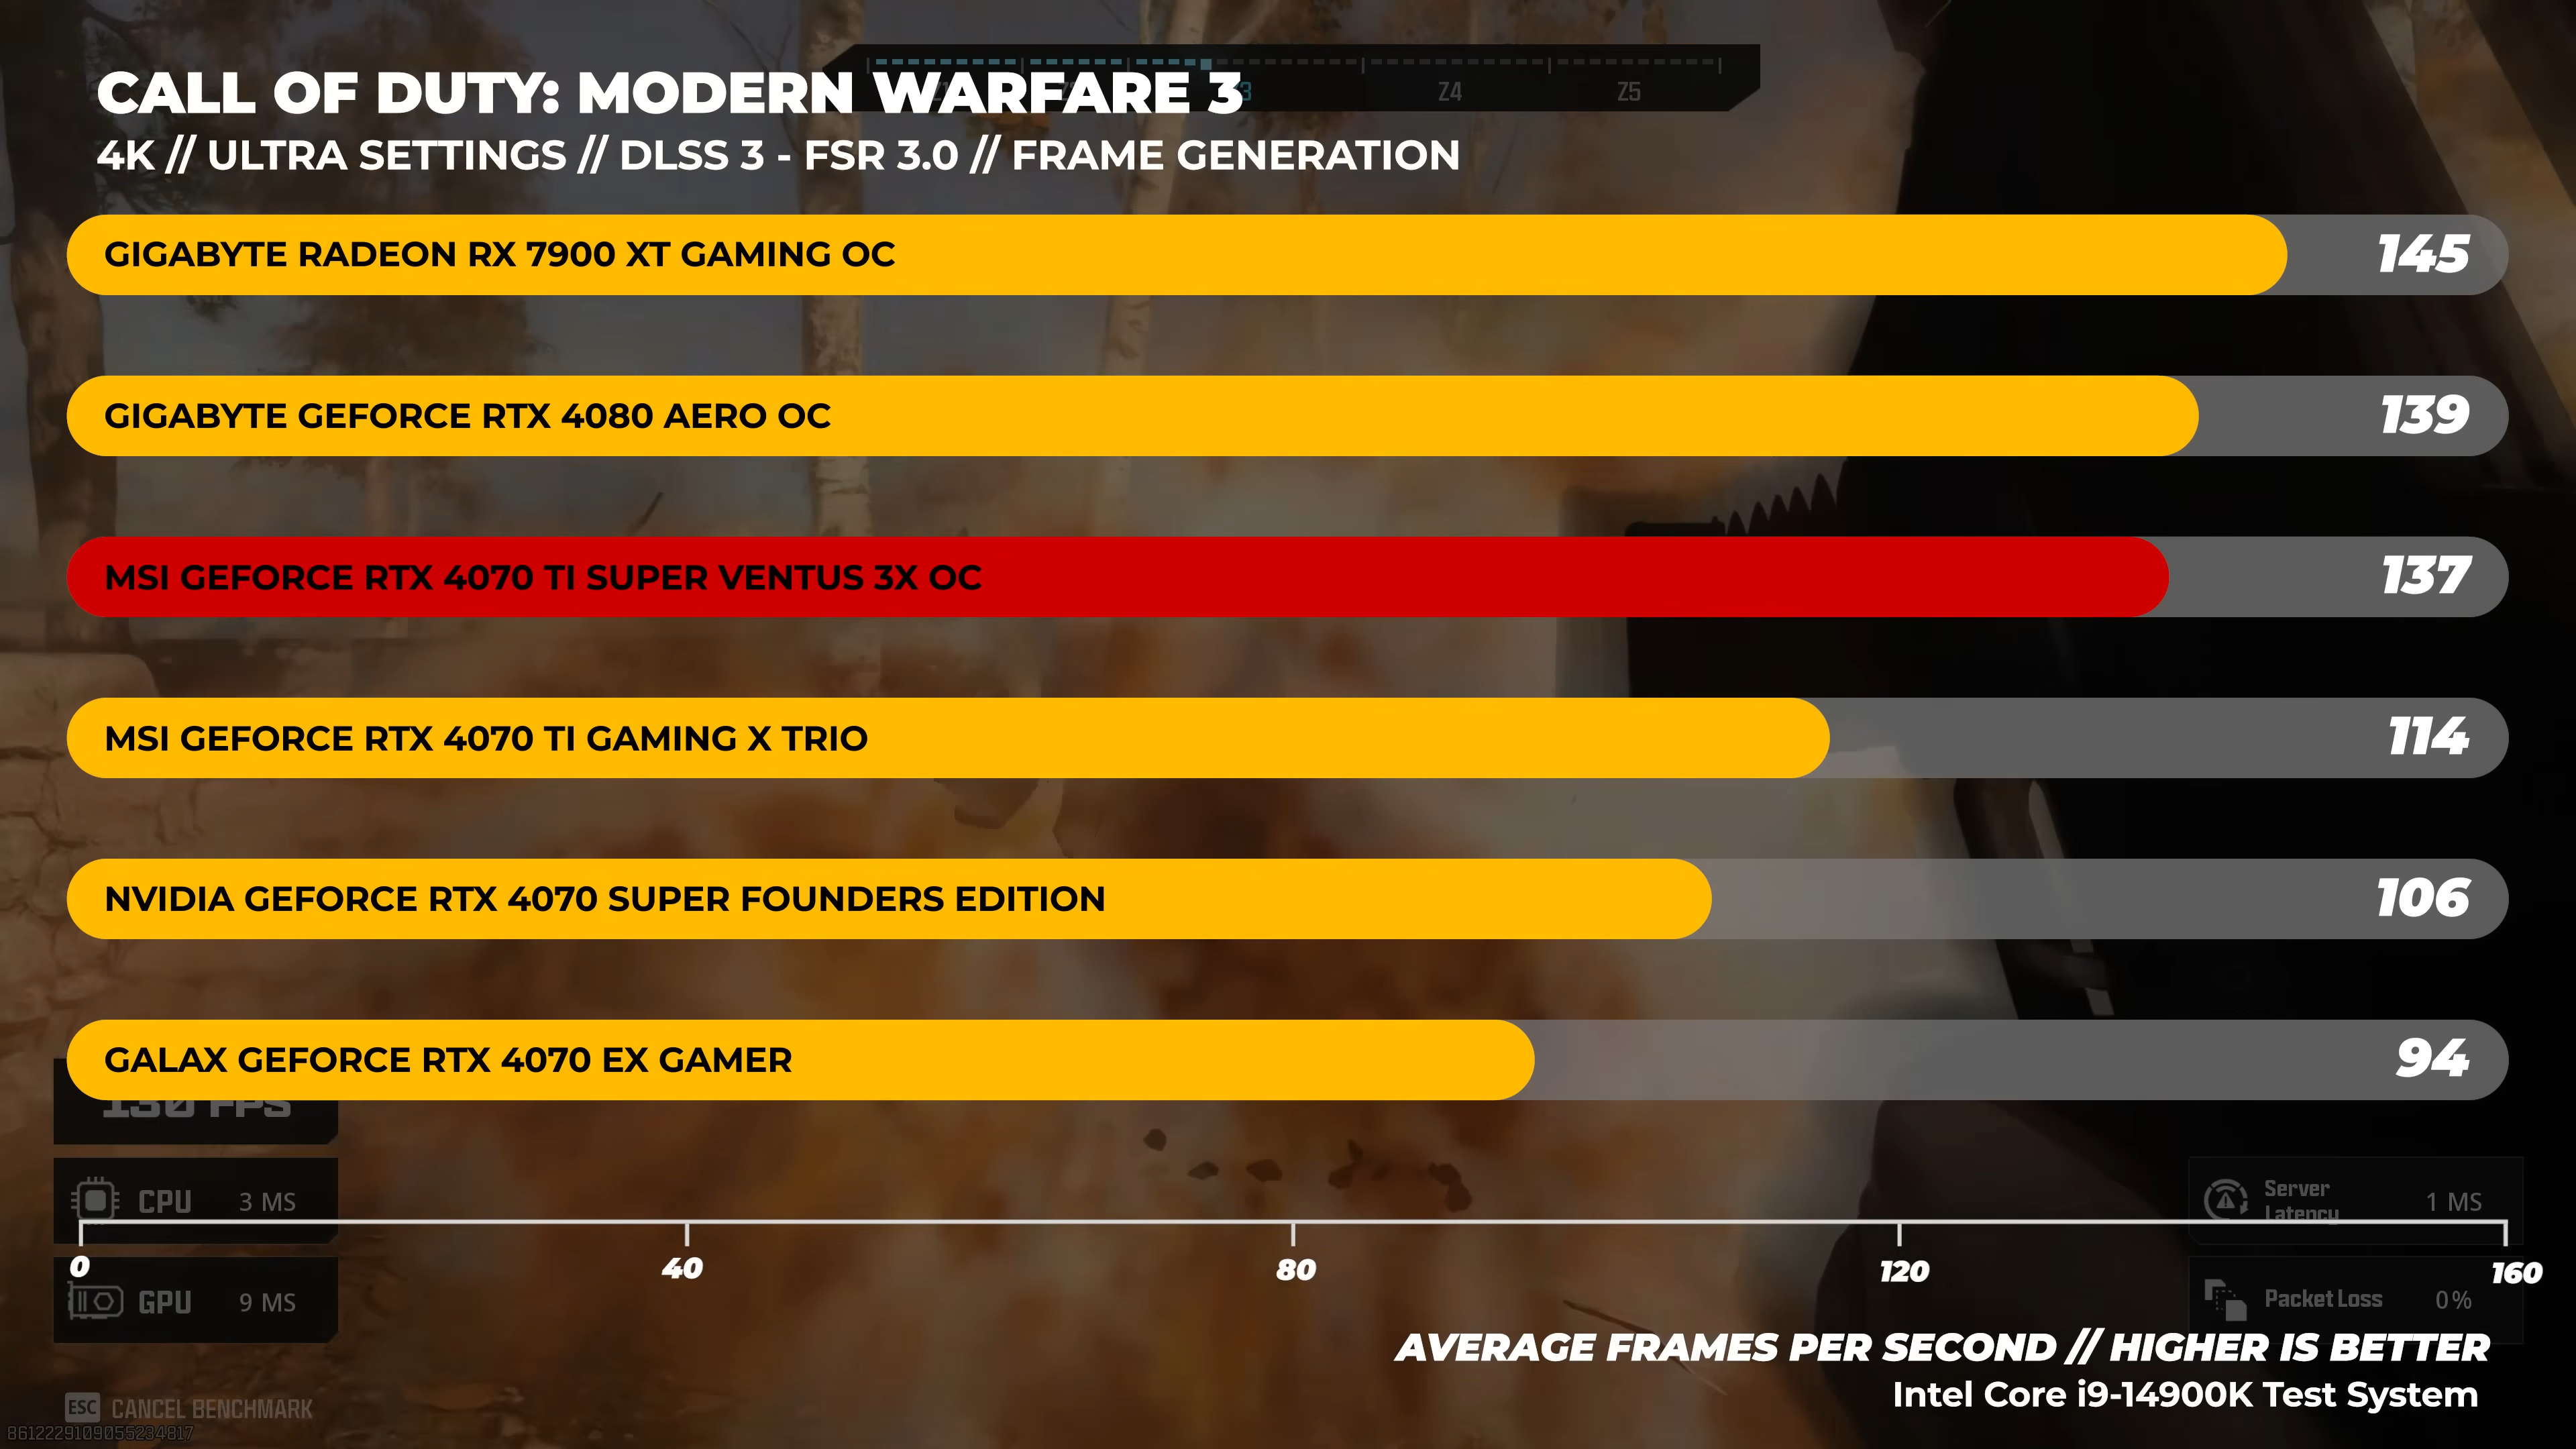 CALL OF DUTY: MODERN WARFARE 3
Z4 Z5
4K // ULTRA SETTINGS // DLSS 3 - FSR 3.0 // FRAME GENERATION
GIGABYTE RADEON RX 7900 XT GAMING OC 145
GIGABYTE GEFORCE RTX 4080 AERO OC 139
MSI GEFORCE RTX 4070 TI SUPER VENTUS 3X OC 137
MSI GEFORCE RTX 4070 TI GAMING X TRIO 114
NVIDIA GEFORCE RTX 4070 SUPER FOUNDERS EDITION 106
GALAX GEFORCE RTX 4070 EX GAMER 94
130 FPS
CPU 3 MS
Server Latency 1 MS
0 40 80 120 160
GPU 9 MS
Packet Loss 0%
AVERAGE FRAMES PER SECOND // HIGHER IS BETTER
Intel Core i9-14900K Test System
ESC CANCEL BENCHMARK
8612229109055234817